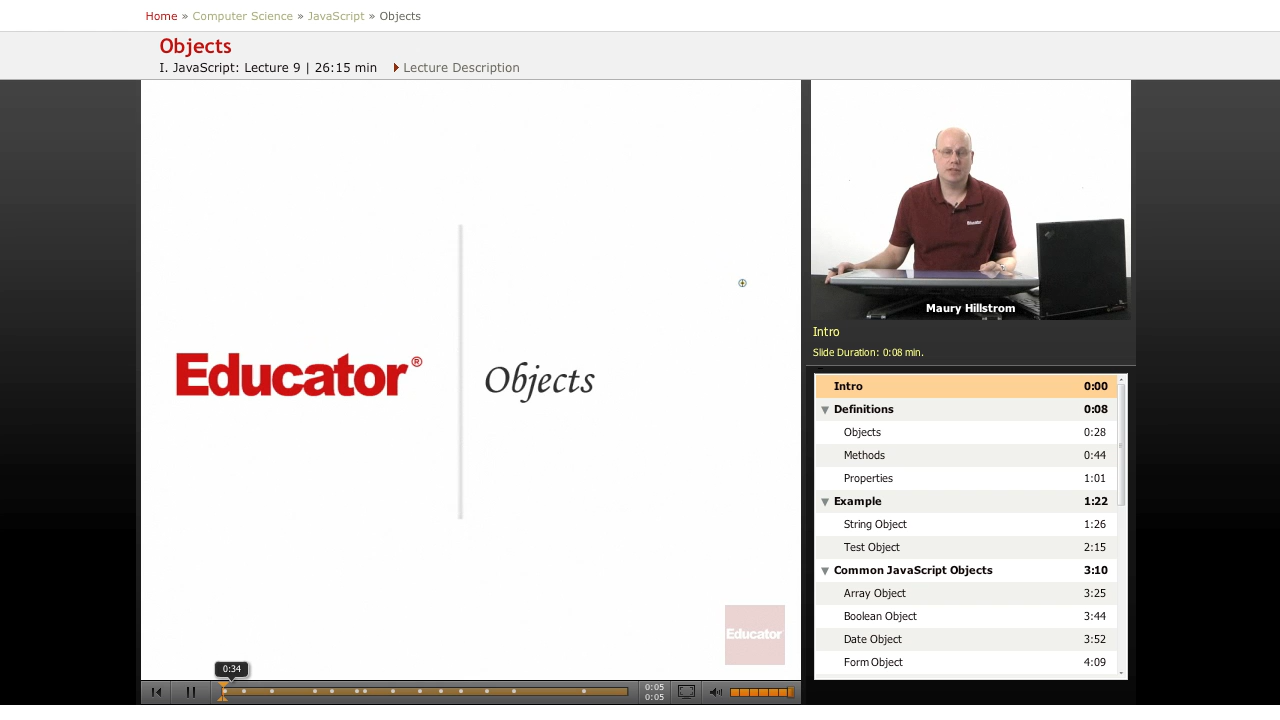 Home » Computer Science » JavaScript » Objects
Objects
I. JavaScript: Lecture 9 | 26:15 min Lecture Description
Educator®
Objects
Educator
0:34
0:05
0:05
Educator
Maury Hillstrom
Intro
Slide Duration: 0:08 min.
Intro 0:00
Definitions 0:08
Objects 0:28
Methods 0:44
Properties 1:01
Example 1:22
String Object 1:26
Test Object 2:15
Common JavaScript Objects 3:10
Array Object 3:25
Boolean Object 3:44
Date Object 3:52
Form Object 4:09